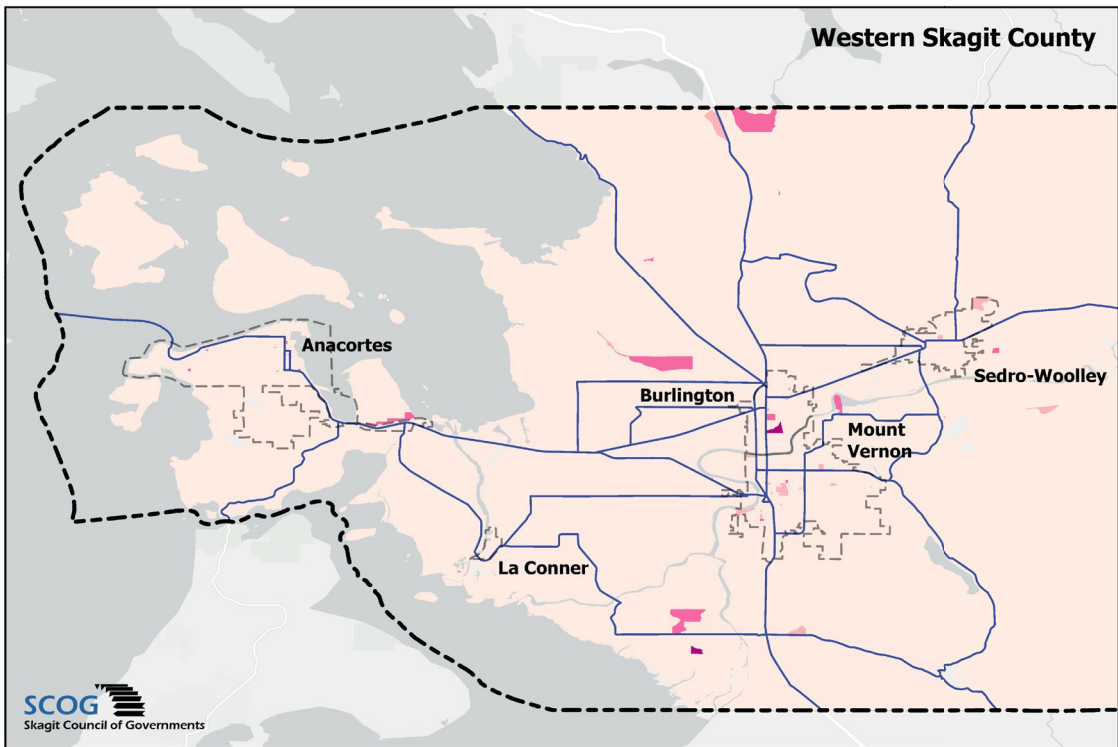 Western Skagit County
Anacortes
Sedro-Woolley
Burlington
Mount
Vernon
La Conner
SCOG
Skagit Council of Governments